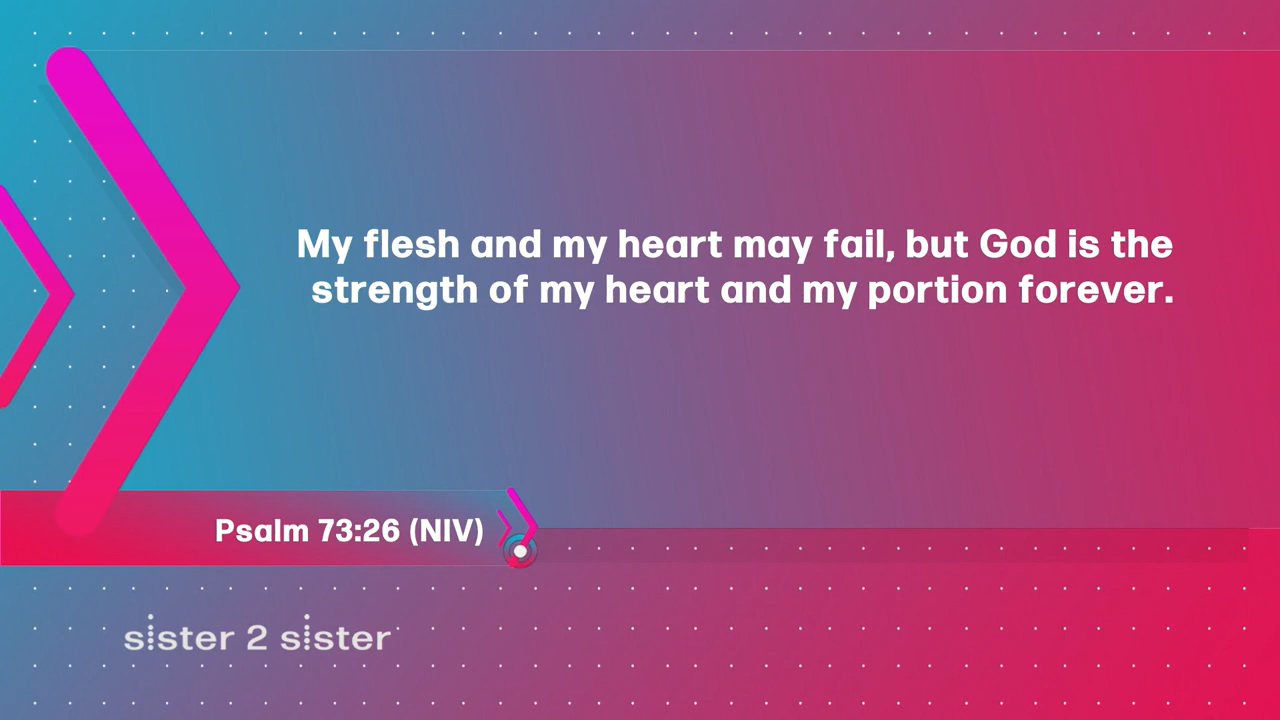 My flesh and my heart may fail, but God is the
strength of my heart and my portion forever.
Psalm 73:26 (NIV)
sister 2 sister